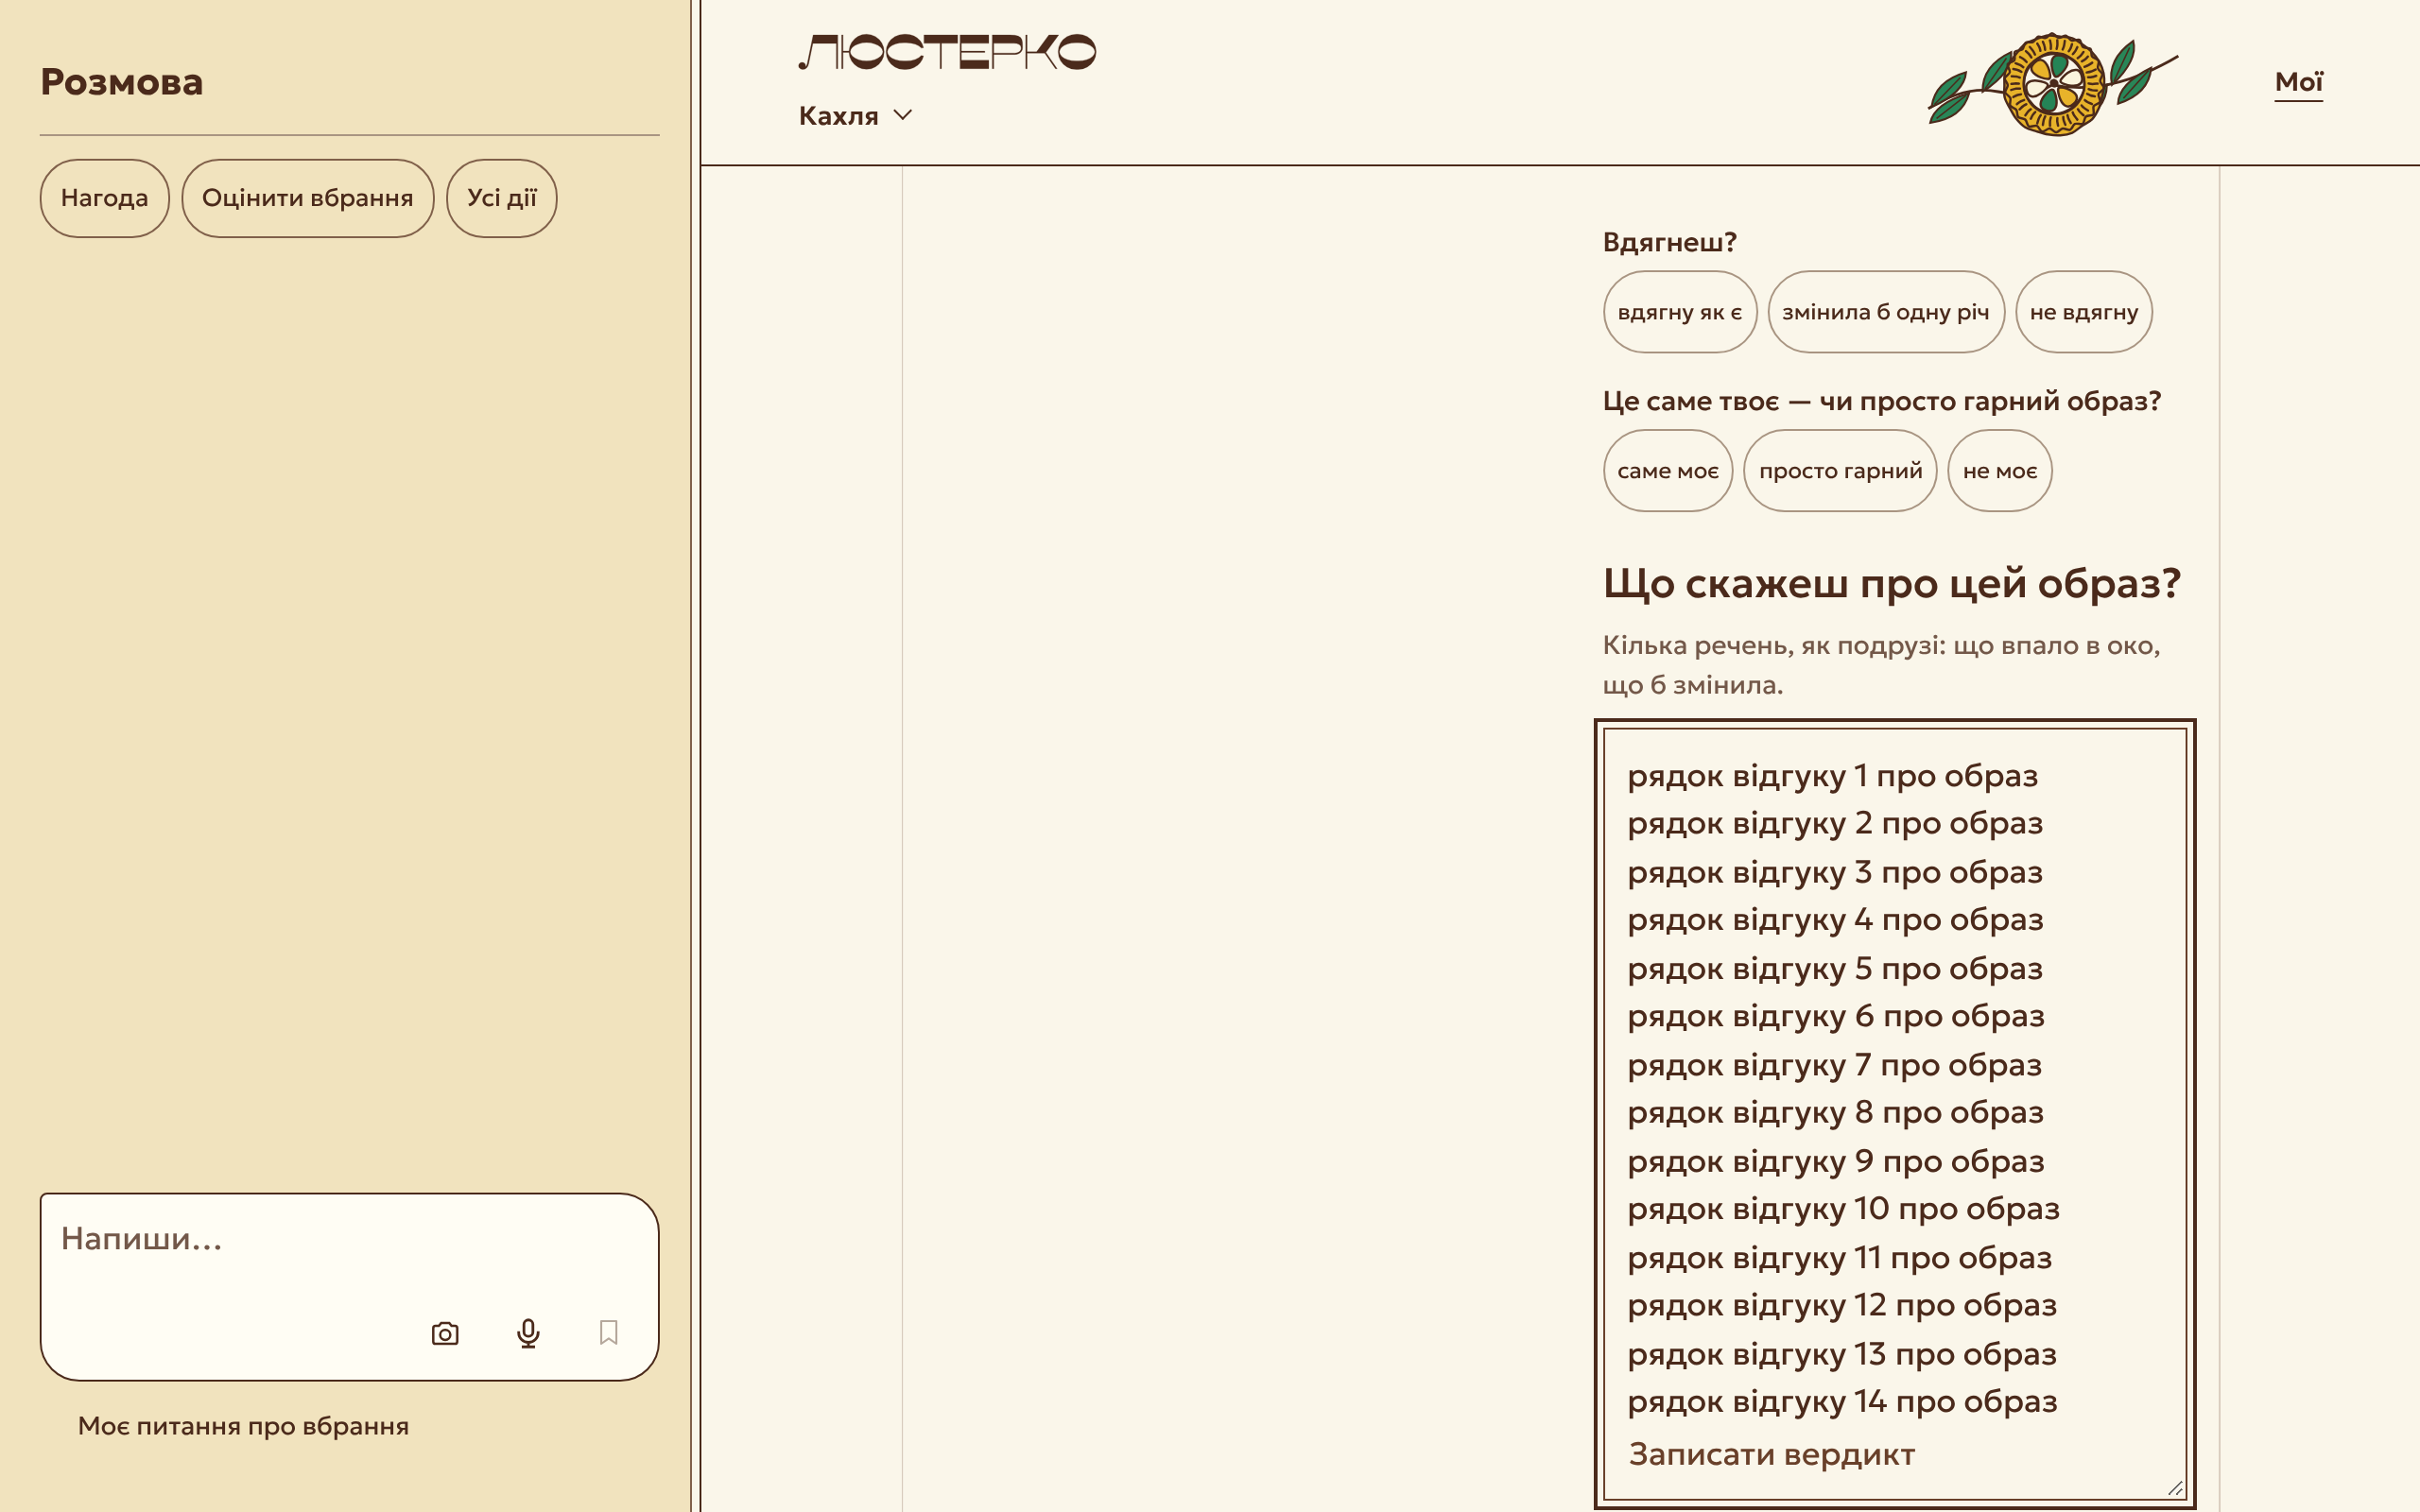 Розмова
Нагода
Оцінити вбрання
Усі дії
Напиши...
Моє питання про вбрання
ЛЮСТЕРКО
Кахля
Мої
Вдягнеш?
вдягну як є
змінила б одну річ
не вдягну
Це саме твоє — чи просто гарний образ?
саме моє
просто гарний
не моє
Що скажеш про цей образ?
Кілька речень, як подрузі: що впало в око,
що б змінила.
рядок відгуку 1 про образ
рядок відгуку 2 про образ
рядок відгуку 3 про образ
рядок відгуку 4 про образ
рядок відгуку 5 про образ
рядок відгуку 6 про образ
рядок відгуку 7 про образ
рядок відгуку 8 про образ
рядок відгуку 9 про образ
рядок відгуку 10 про образ
рядок відгуку 11 про образ
рядок відгуку 12 про образ
рядок відгуку 13 про образ
рядок відгуку 14 про образ
Записати вердикт